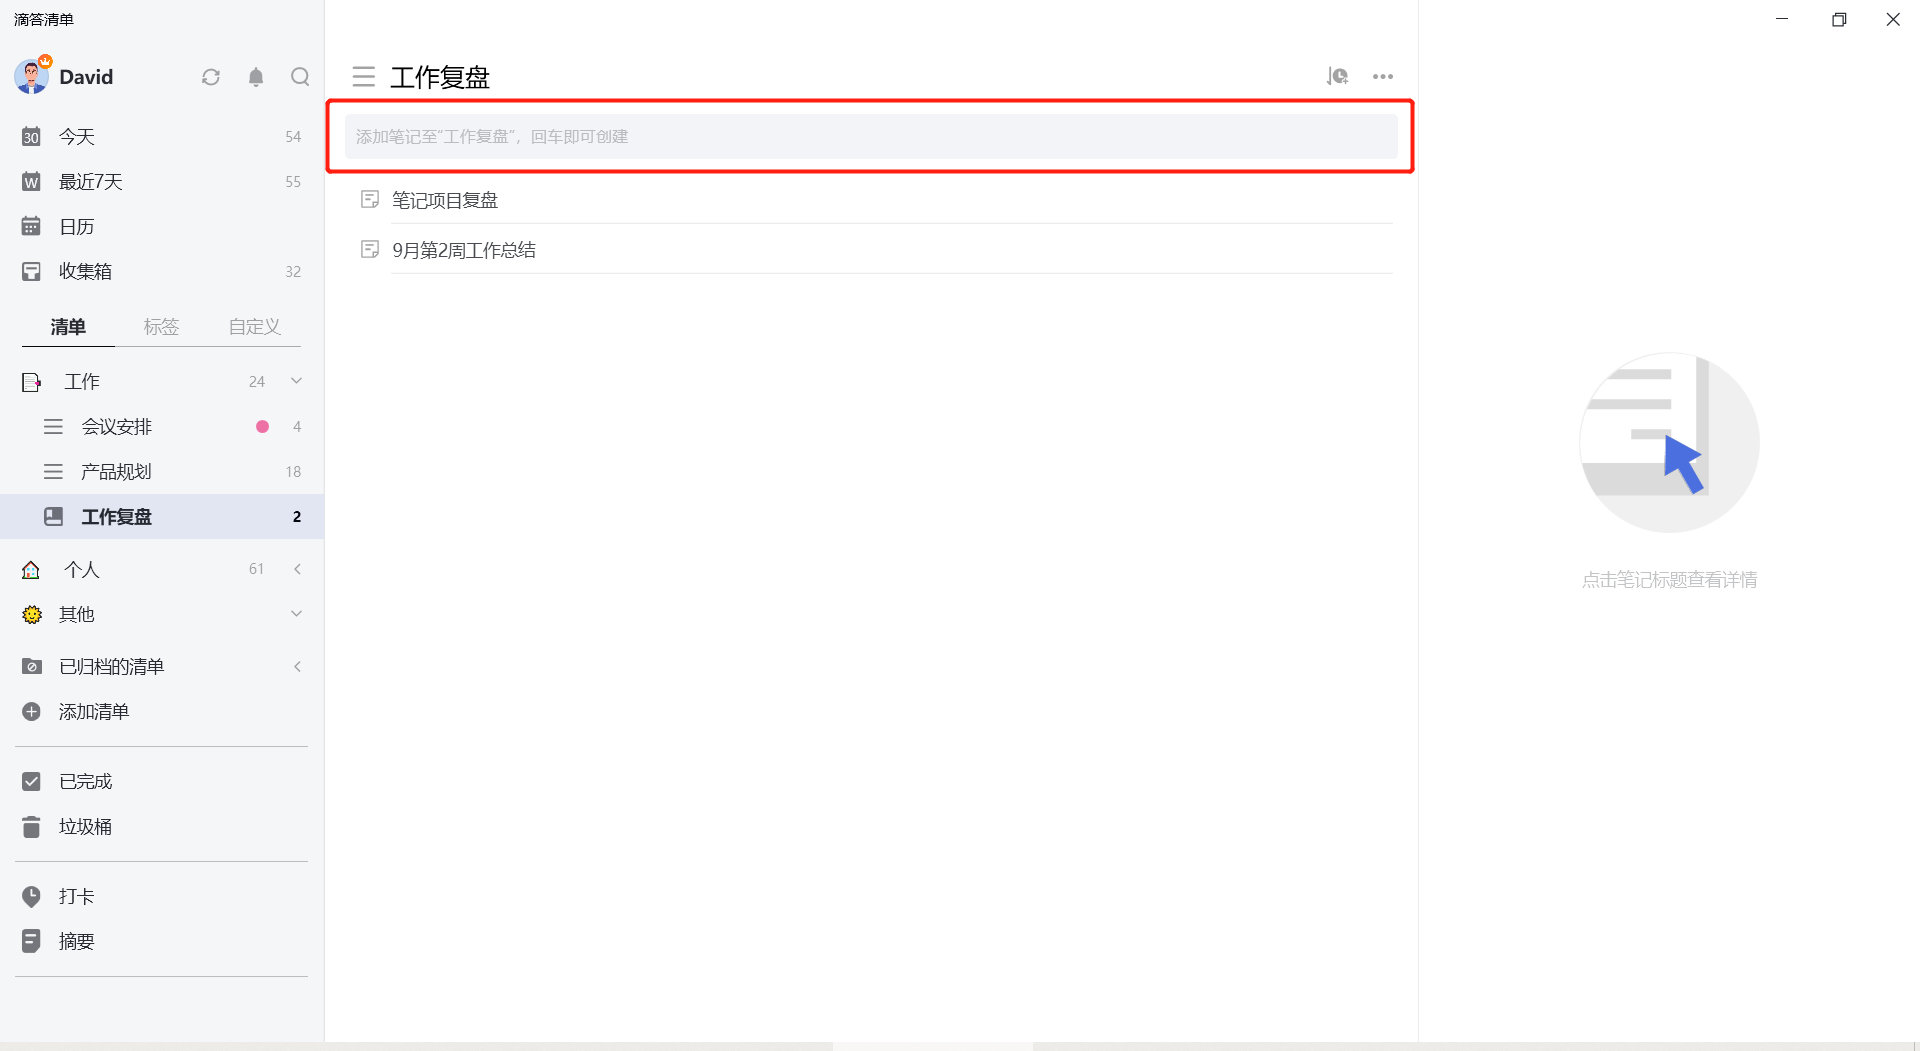 滴答清单
David
30 今天 54
W 最近7天 55
日历
收集箱 32
清单 标签 自定义
工作 24
会议安排 4
产品规划 18
工作复盘 2
个人 61
其他
已归档的清单
添加清单
已完成
垃圾桶
打卡
摘要
工作复盘
添加笔记至“工作复盘”，回车即可创建
笔记项目复盘
9月第2周工作总结
点击笔记标题查看详情